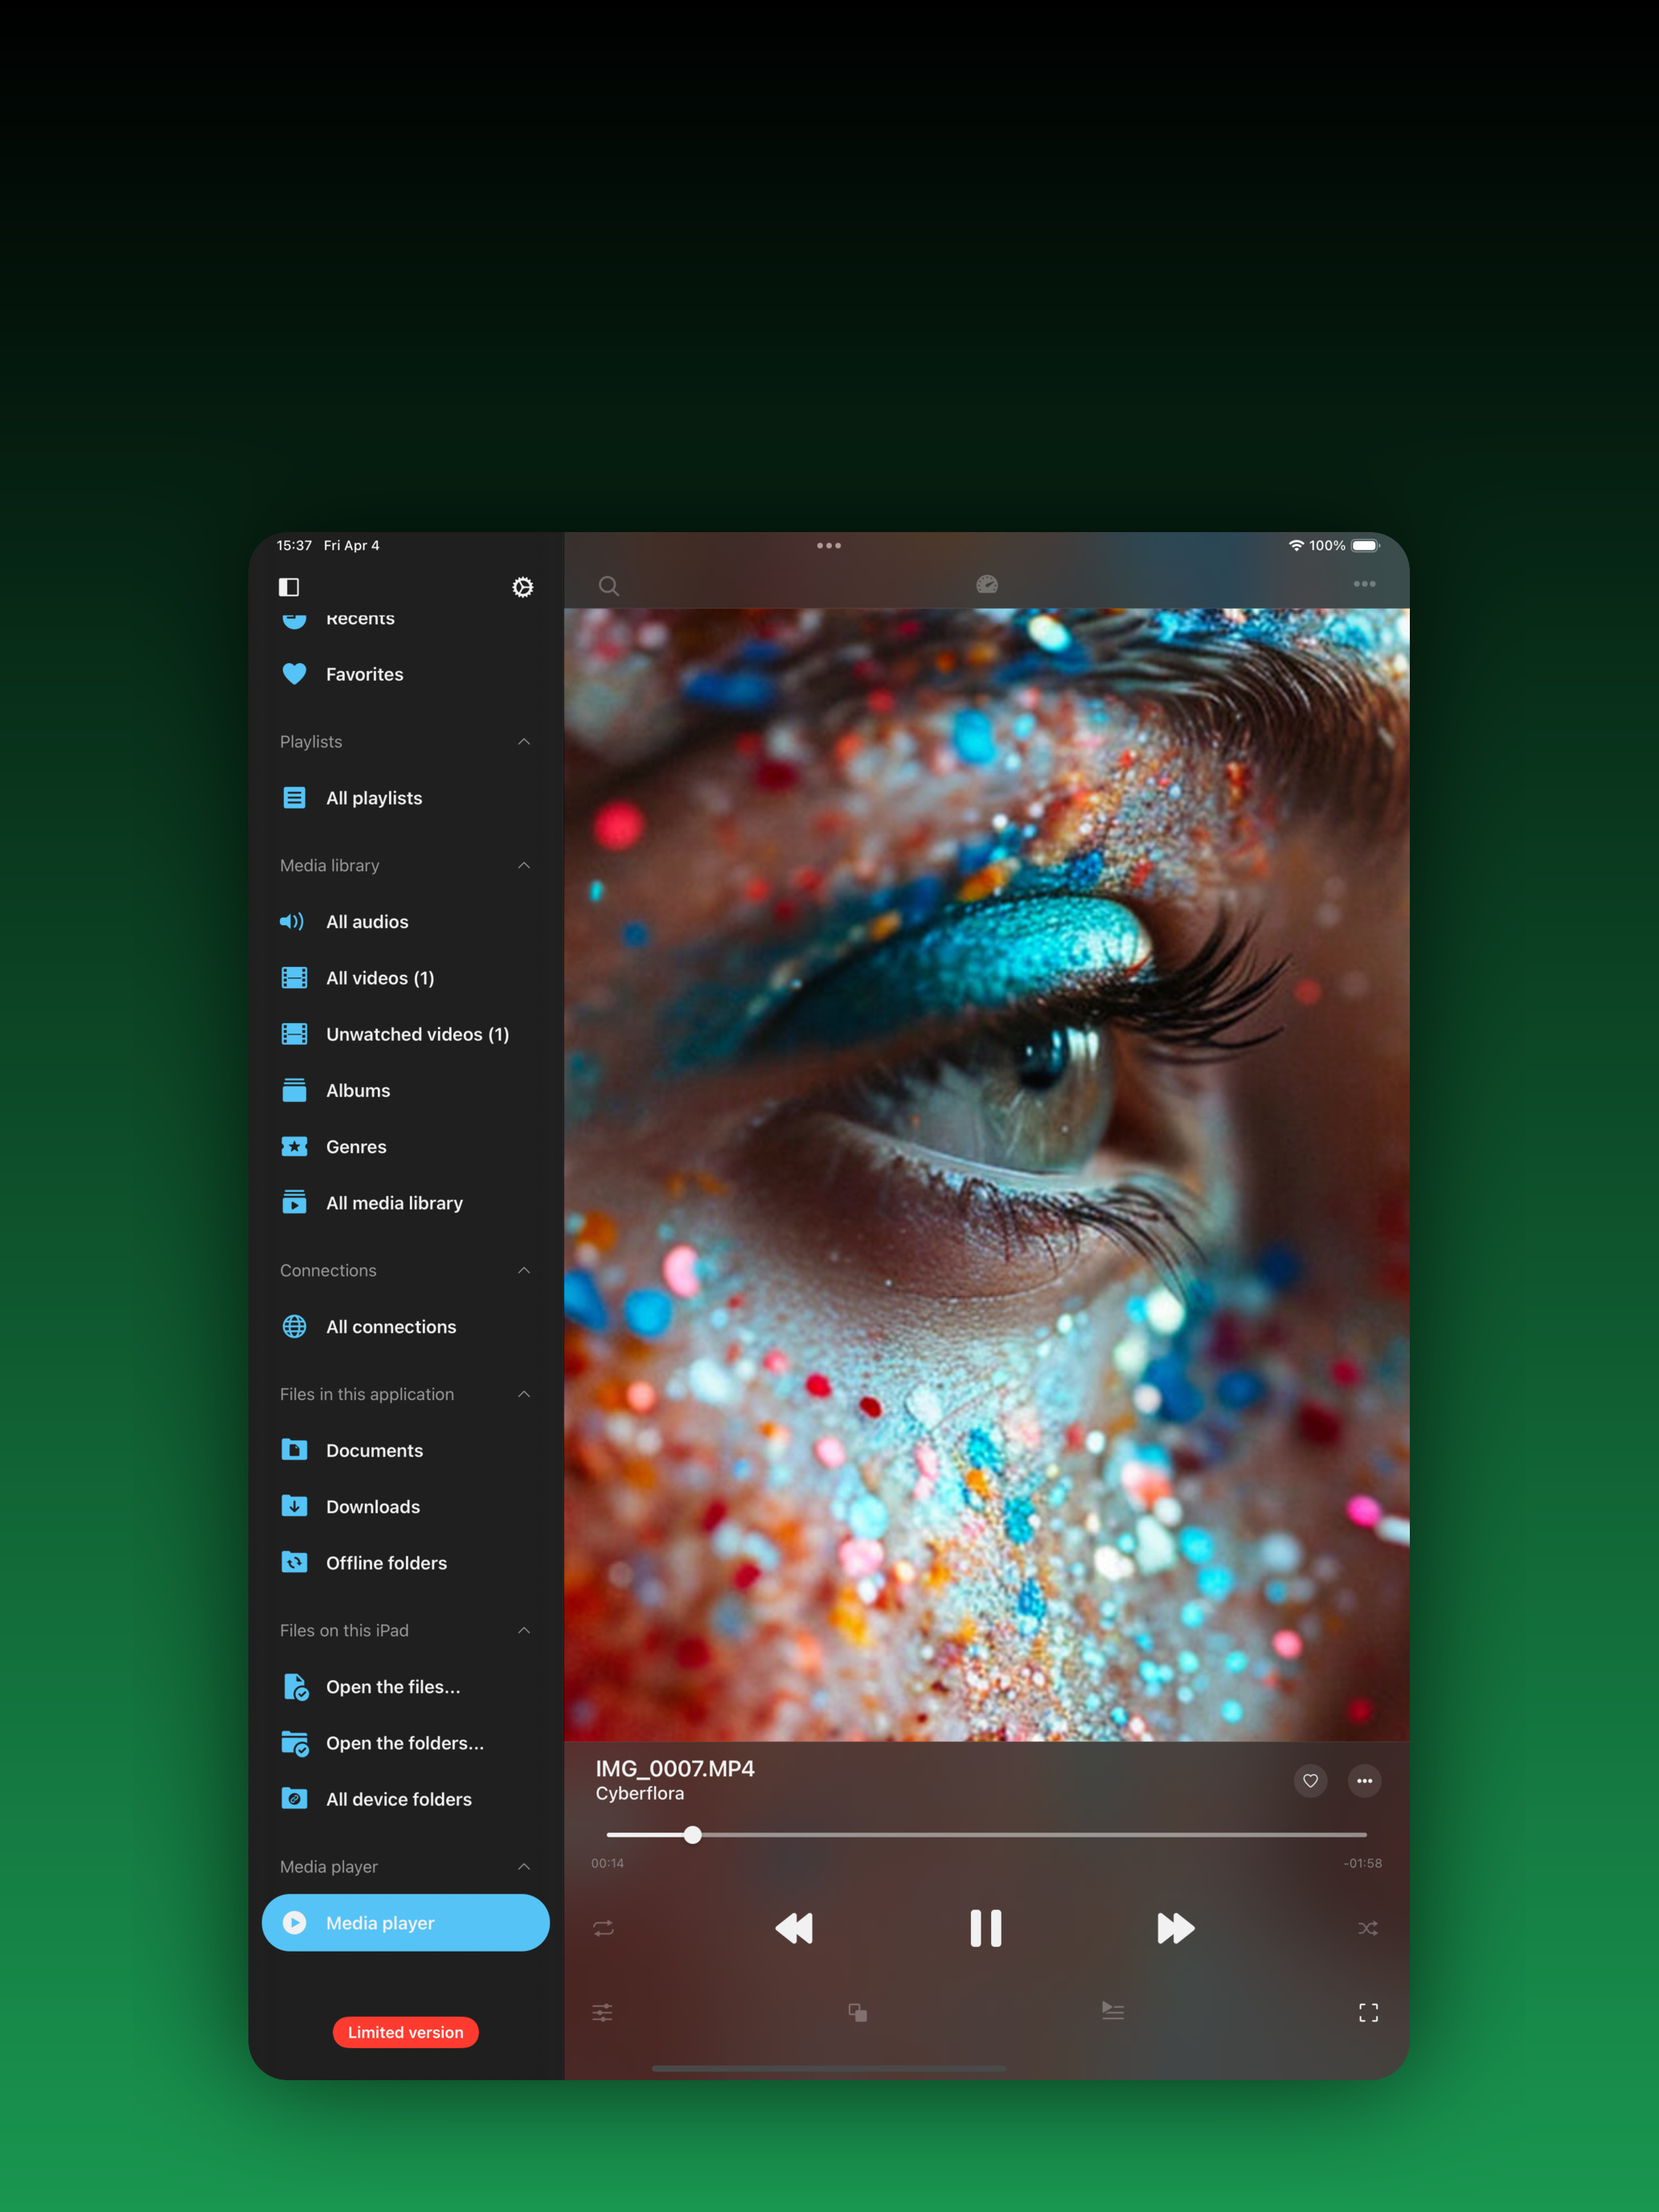 15:37 Fri Apr 4
100%
Recents
Favorites
Playlists
All playlists
Media library
All audios
All videos (1)
Unwatched videos (1)
Albums
Genres
All media library
Connections
All connections
Files in this application
Documents
Downloads
Offline folders
Files on this iPad
Open the files...
Open the folders...
All device folders
Media player
Media player
Limited version
IMG_0007.MP4
Cyberflora
00:14
-01:58